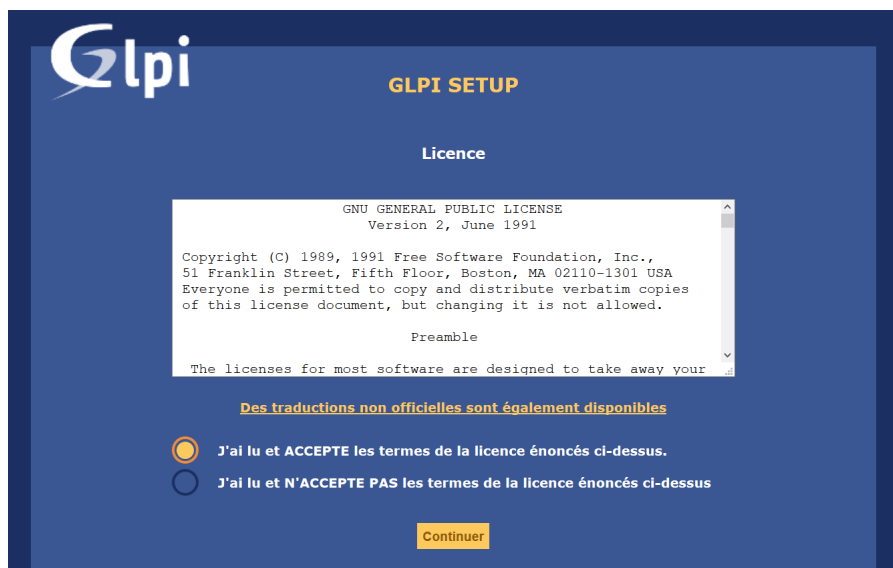 Glpi
GLPI SETUP
Licence
GNU GENERAL PUBLIC LICENSE
Version 2, June 1991
Copyright (C) 1989, 1991 Free Software Foundation, Inc.,
51 Franklin Street, Fifth Floor, Boston, MA 02110-1301 USA
Everyone is permitted to copy and distribute verbatim copies
of this license document, but changing it is not allowed.
Preamble
The licenses for most software are designed to take away your
Des traductions non officielles sont également disponibles
J'ai lu et ACCEPTE les termes de la licence énoncés ci-dessus.
J'ai lu et N'ACCEPTE PAS les termes de la licence énoncés ci-dessus
Continuer